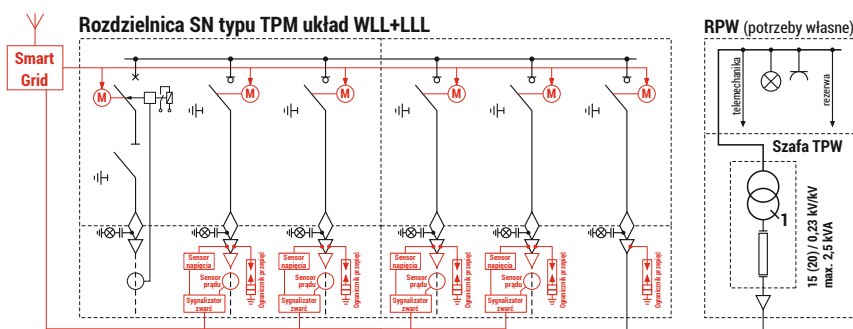 Rozdzielnica SN typu TPM układ WLL+LLL
RPW (potrzeby własne)
Smart
Grid
M
M
M
M
M
M
telemechanika
rezerwa
Szafa TPW
1
15 (20) / 0,23 kV/kV
max. 2,5 kVA
Sensor
napięcia
Sensor
prądu
Sygnalizator
zwarć
Ogranicznik przepięć
Sensor
napięcia
Sensor
prądu
Sygnalizator
zwarć
Ogranicznik przepięć
Sensor
napięcia
Sensor
prądu
Sygnalizator
zwarć
Ogranicznik przepięć
Sensor
napięcia
Sensor
prądu
Sygnalizator
zwarć
Ogranicznik przepięć
Ogranicznik przepięć